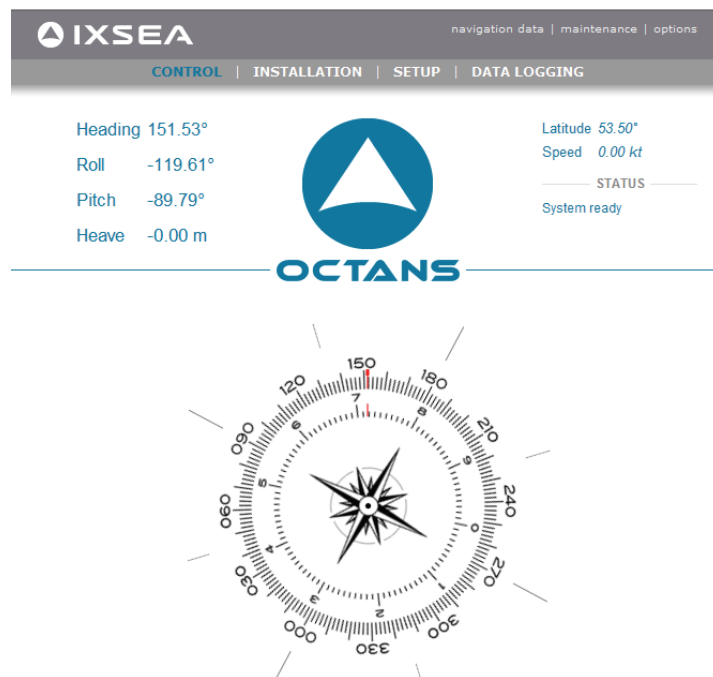 IXSEA
navigation data | maintenance | options
CONTROL | INSTALLATION | SETUP | DATA LOGGING
Heading 151.53°
Roll -119.61°
Pitch -89.79°
Heave -0.00 m
Latitude 53.50°
Speed 0.00 kt
STATUS
System ready
OCTANS
150
180
210
240
270
300
330
000
030
060
090
120
7
8
9
0
1
2
3
4
5
6